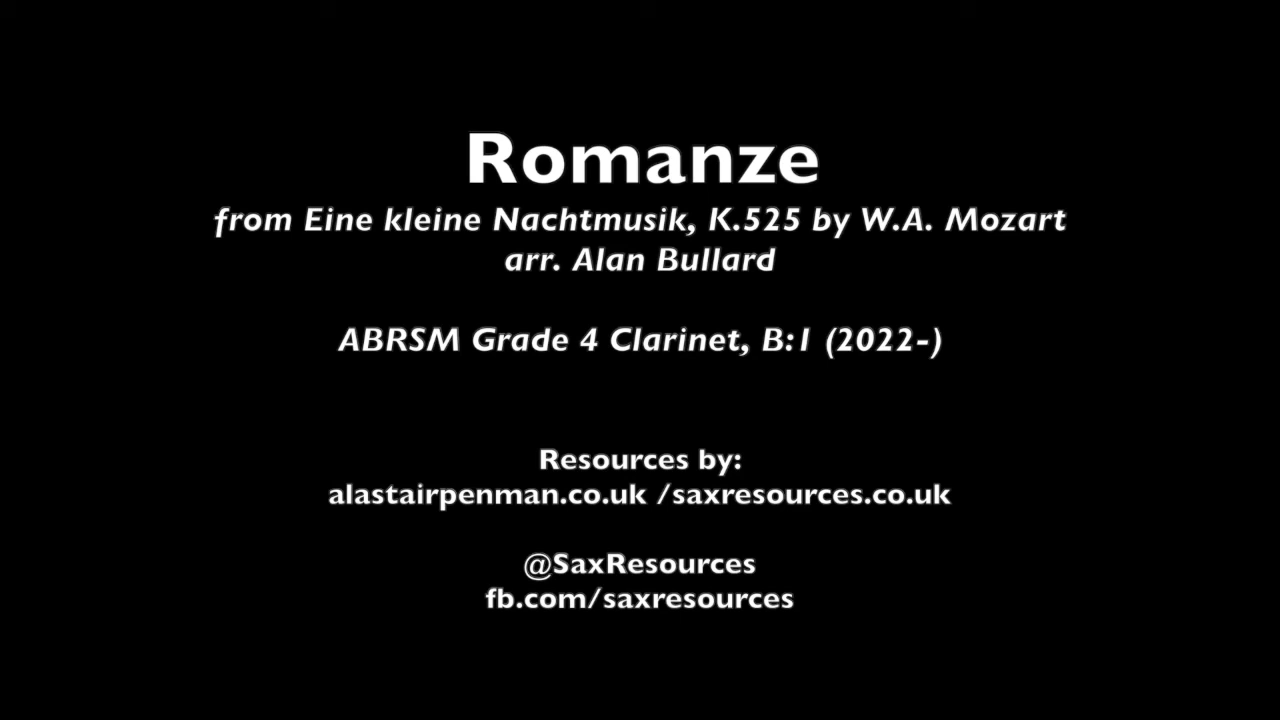 Romanze
from Eine kleine Nachtmusik, K.525 by W.A. Mozart
arr. Alan Bullard
ABRSM Grade 4 Clarinet, B:1 (2022-)
Resources by:
alastairpenman.co.uk /saxresources.co.uk
@SaxResources
fb.com/saxresources